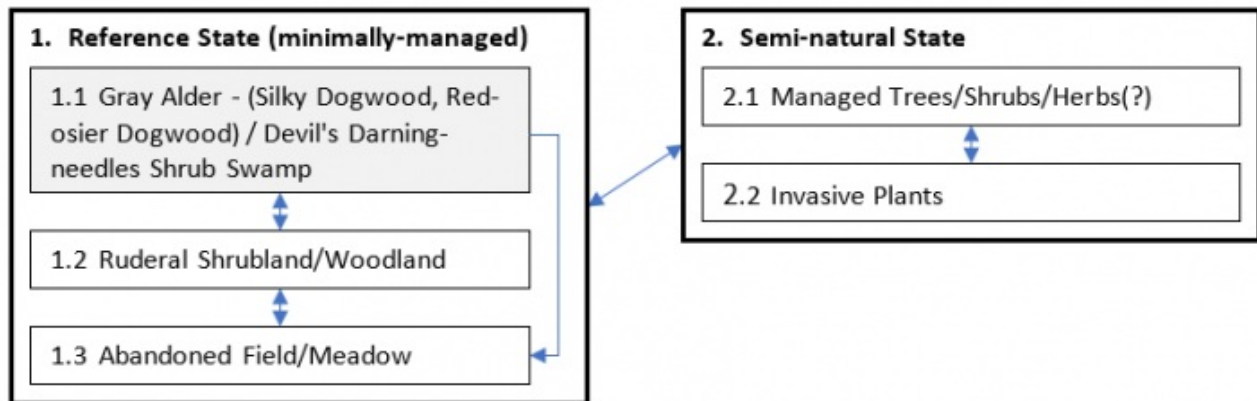 1. Reference State (minimally-managed)
1.1 Gray Alder - (Silky Dogwood, Red-
osier Dogwood) / Devil's Darning-
needles Shrub Swamp
1.2 Ruderal Shrubland/Woodland
1.3 Abandoned Field/Meadow
2. Semi-natural State
2.1 Managed Trees/Shrubs/Herbs(?)
2.2 Invasive Plants